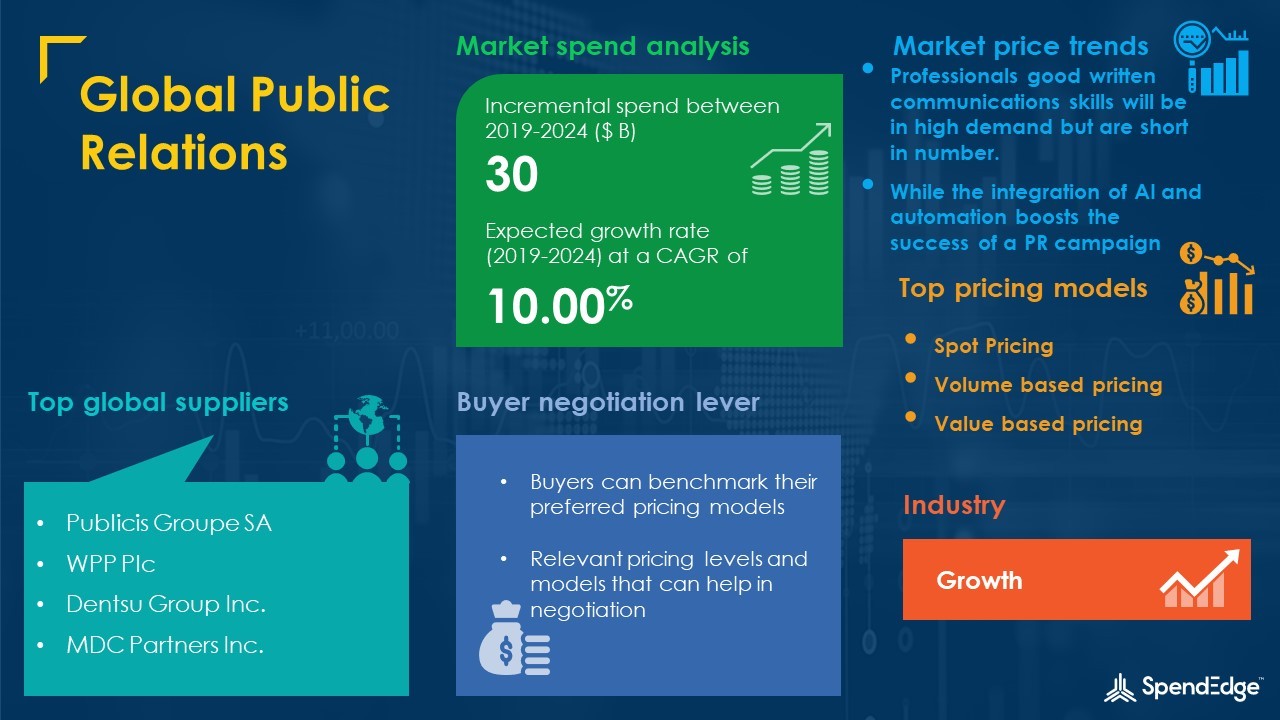 Global Public
Relations
Market spend analysis
Incremental spend between
2019-2024 ($ B)
30
Expected growth rate
(2019-2024) at a CAGR of
10.00%
Market price trends
• Professionals good written
communications skills will be
in high demand but are short
in number.
• While the integration of AI and
automation boosts the
success of a PR campaign
Top pricing models
• Spot Pricing
• Volume based pricing
• Value based pricing
Top global suppliers
• Publicis Groupe SA
• WPP Plc
• Dentsu Group Inc.
• MDC Partners Inc.
Buyer negotiation lever
• Buyers can benchmark their
preferred pricing models
• Relevant pricing levels and
models that can help in
negotiation
Industry
Growth
SpendEdge™
+11,00.00